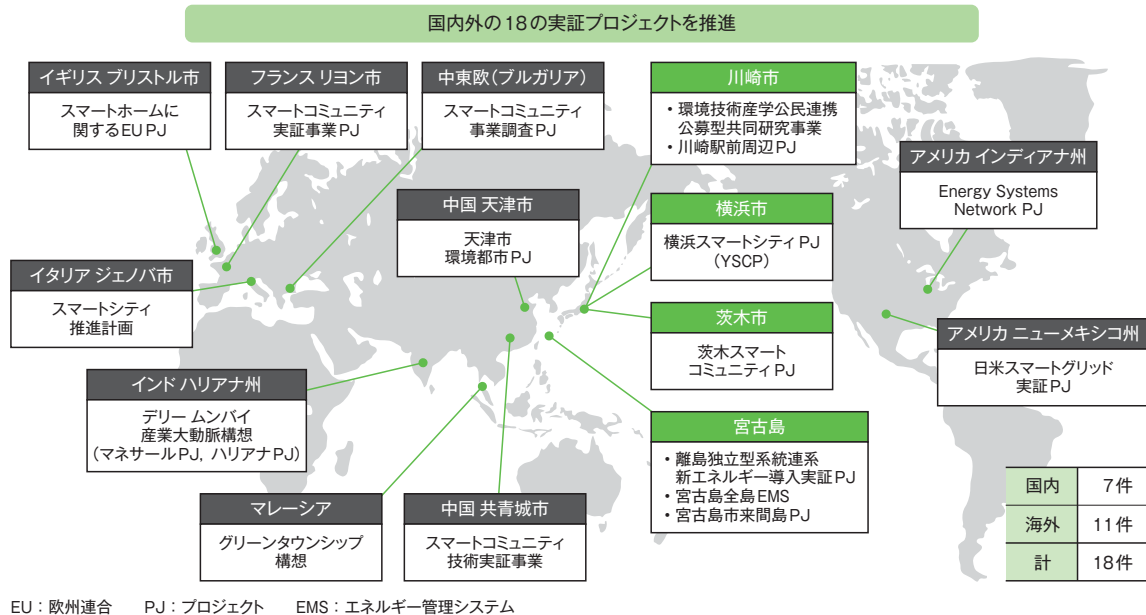 国内外の18の実証プロジェクトを推進
イギリス ブリストル市
スマートホームに
関するEU PJ
フランス リヨン市
スマートコミュニティ
実証事業PJ
中東欧(ブルガリア)
スマートコミュニティ
事業調査PJ
川崎市
・環境技術産学公民連携
公募型共同研究事業
・川崎駅前周辺PJ
アメリカ インディアナ州
Energy Systems
Network PJ
中国 天津市
天津市
環境都市PJ
横浜市
横浜スマートシティ PJ
(YSCP)
イタリア ジェノバ市
スマートシティ
推進計画
茨木市
茨木スマート
コミュニティ PJ
アメリカ ニューメキシコ州
日米スマートグリッド
実証PJ
インド ハリアナ州
デリー ムンバイ
産業大動脈構想
(マネサールPJ, ハリアナPJ)
宮古島
・離島独立型系統連系
新エネルギー導入実証PJ
・宮古島全島EMS
・宮古島市来間島PJ
マレーシア
グリーンタウンシップ
構想
中国 共青城市
スマートコミュニティ
技術実証事業
国内 7件
海外 11件
計 18件
EU:欧州連合 PJ:プロジェクト EMS:エネルギー管理システム